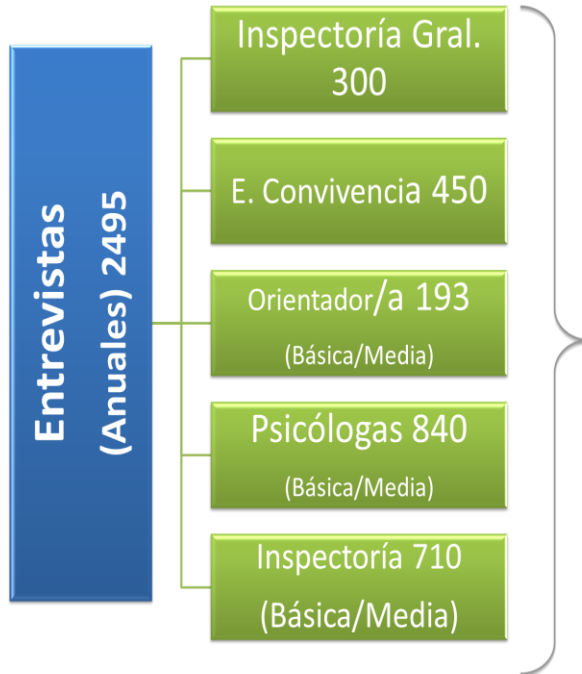 Entrevistas
(Anuales) 2495
Inspectoría Gral.
300
E. Convivencia 450
Orientador/a 193
(Básica/Media)
Psicólogas 840
(Básica/Media)
Inspectoría 710
(Básica/Media)